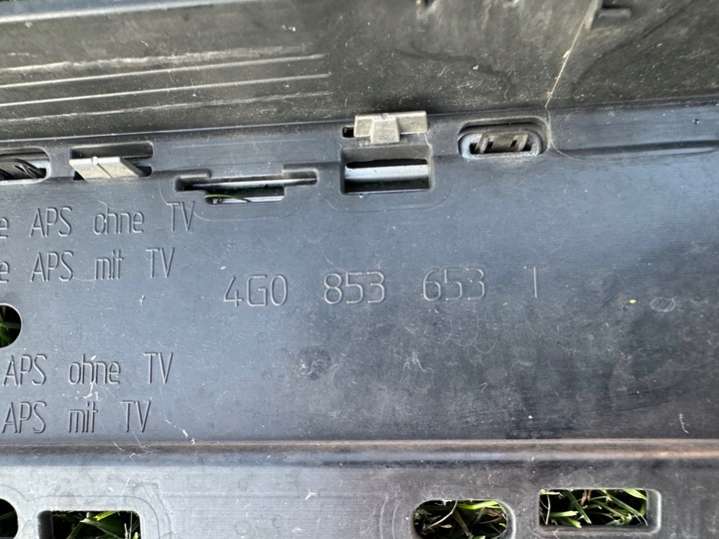 e APS ohne TV
e APS mit TV
4G0 853 653 T
APS ohne TV
APS mit TV